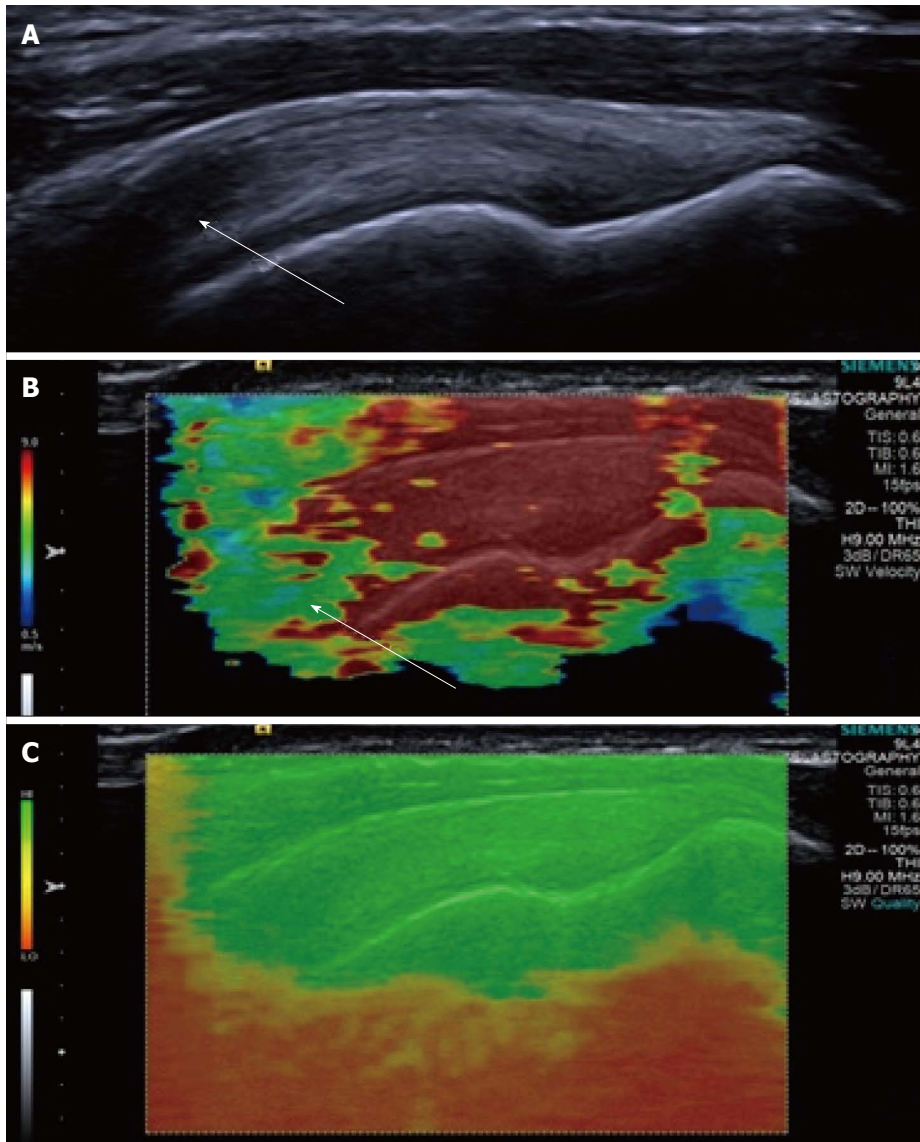 A
B
SIEMENS
9L4
General
TIS: 0.6
TIB: 0.6
MI: 1.6
15fps
2D -- 100%
THI
H9.00 MHz
3dB / DR65
SW Velocity
9.0
0.5
m/s
C
SIEMENS
9L4
General
TIS: 0.6
TIB: 0.6
MI: 1.6
15fps
2D -- 100%
THI
H9.00 MHz
3dB / DR65
SW Quality
HI
LO